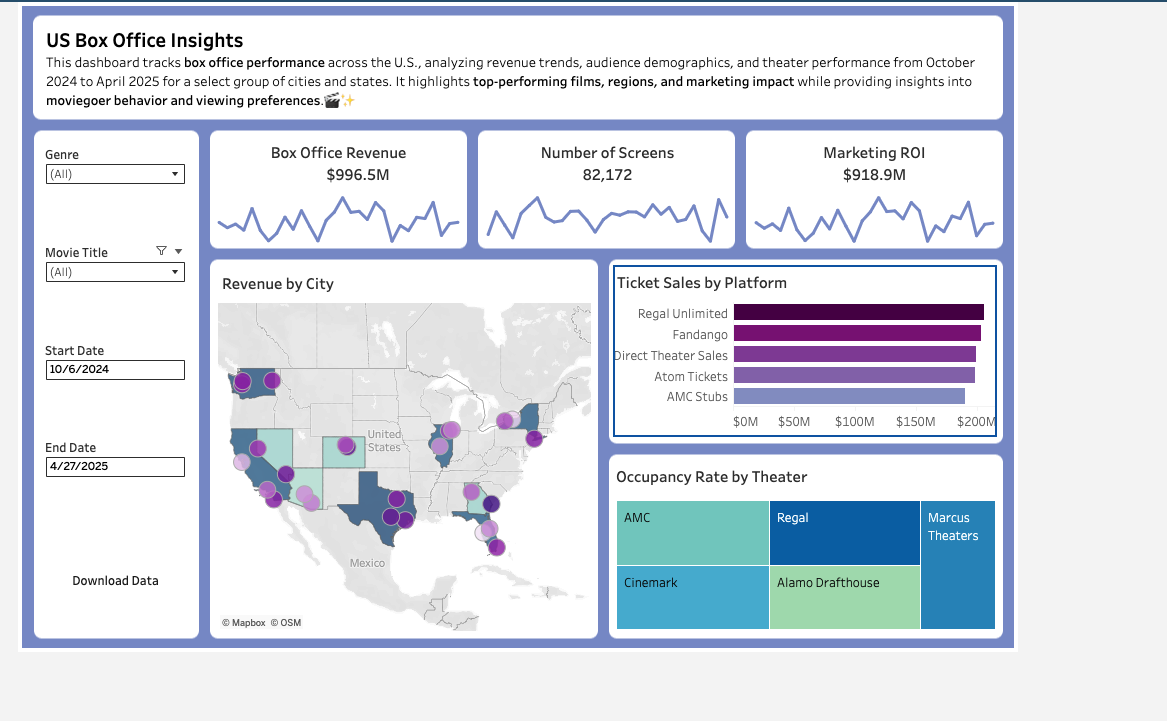 US Box Office Insights
This dashboard tracks box office performance across the U.S., analyzing revenue trends, audience demographics, and theater performance from October
2024 to April 2025 for a select group of cities and states. It highlights top-performing films, regions, and marketing impact while providing insights into
moviegoer behavior and viewing preferences.🎬✨
Genre
(All)
Movie Title
(All)
Start Date
10/6/2024
End Date
4/27/2025
Download Data
Box Office Revenue
$996.5M
Number of Screens
82,172
Marketing ROI
$918.9M
Revenue by City
United
States
Mexico
© Mapbox © OSM
Ticket Sales by Platform
Regal Unlimited
Fandango
Direct Theater Sales
Atom Tickets
AMC Stubs
$0M $50M $100M $150M $200M
Occupancy Rate by Theater
AMC
Regal
Marcus
Theaters
Cinemark
Alamo Drafthouse